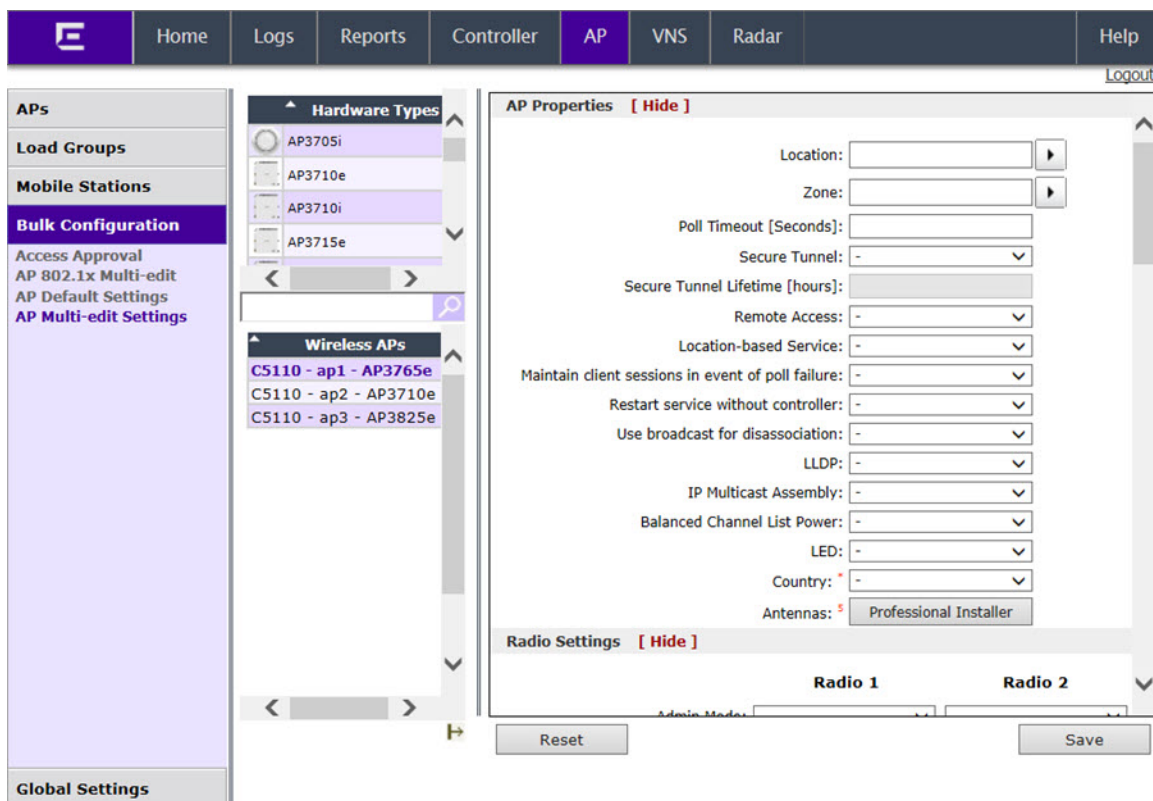 Home Logs Reports Controller AP VNS Radar Help
Logout
APs
Load Groups
Mobile Stations
Bulk Configuration
Access Approval
AP 802.1x Multi-edit
AP Default Settings
AP Multi-edit Settings
Global Settings
Hardware Types
AP3705i
AP3710e
AP3710i
AP3715e
Wireless APs
C5110 - ap1 - AP3765e
C5110 - ap2 - AP3710e
C5110 - ap3 - AP3825e
AP Properties [ Hide ]
Location:
Zone:
Poll Timeout [Seconds]:
Secure Tunnel: -
Secure Tunnel Lifetime [hours]:
Remote Access: -
Location-based Service: -
Maintain client sessions in event of poll failure: -
Restart service without controller: -
Use broadcast for disassociation: -
LLDP: -
IP Multicast Assembly: -
Balanced Channel List Power: -
LED: -
Country: * -
Antennas: 5 Professional Installer
Radio Settings [ Hide ]
Radio 1 Radio 2
Admin Mode:
Reset Save